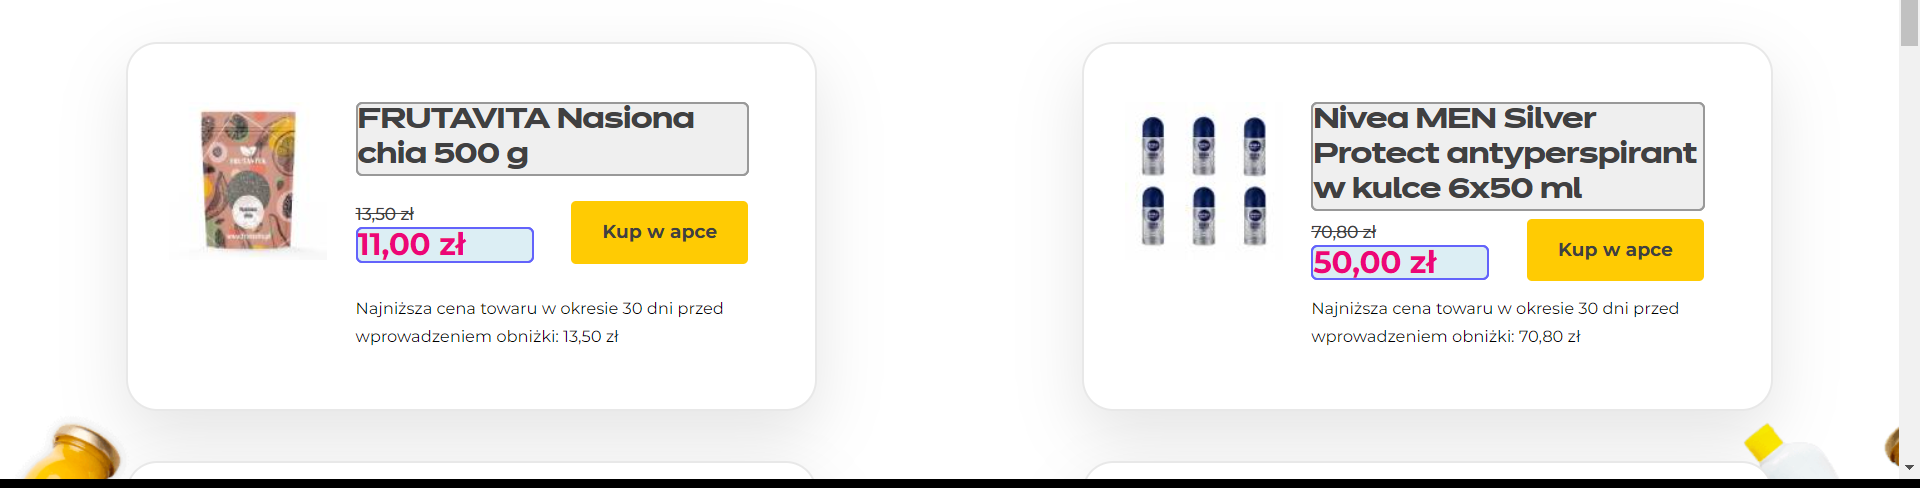 FRUTAVITA Nasiona
chia 500 g
13,50 zł
11,00 zł
Kup w apce
Najniższa cena towaru w okresie 30 dni przed
wprowadzeniem obniżki: 13,50 zł
FRUTAVITA
Nivea MEN Silver
Protect antyperspirant
w kulce 6x50 ml
70,80 zł
50,00 zł
Kup w apce
Najniższa cena towaru w okresie 30 dni przed
wprowadzeniem obniżki: 70,80 zł